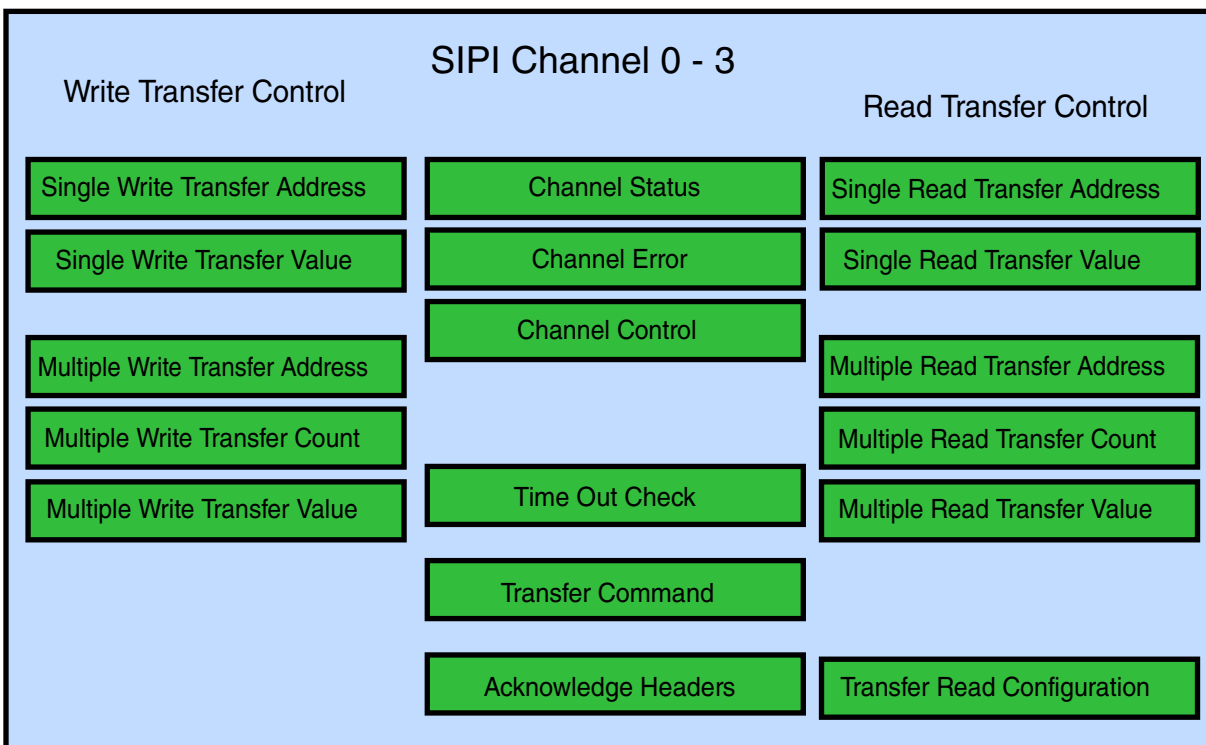 SIPI Channel 0 - 3
Write Transfer Control
Read Transfer Control
Single Write Transfer Address
Channel Status
Single Read Transfer Address
Single Write Transfer Value
Channel Error
Single Read Transfer Value
Channel Control
Multiple Write Transfer Address
Multiple Read Transfer Address
Multiple Write Transfer Count
Multiple Read Transfer Count
Time Out Check
Multiple Write Transfer Value
Multiple Read Transfer Value
Transfer Command
Acknowledge Headers
Transfer Read Configuration